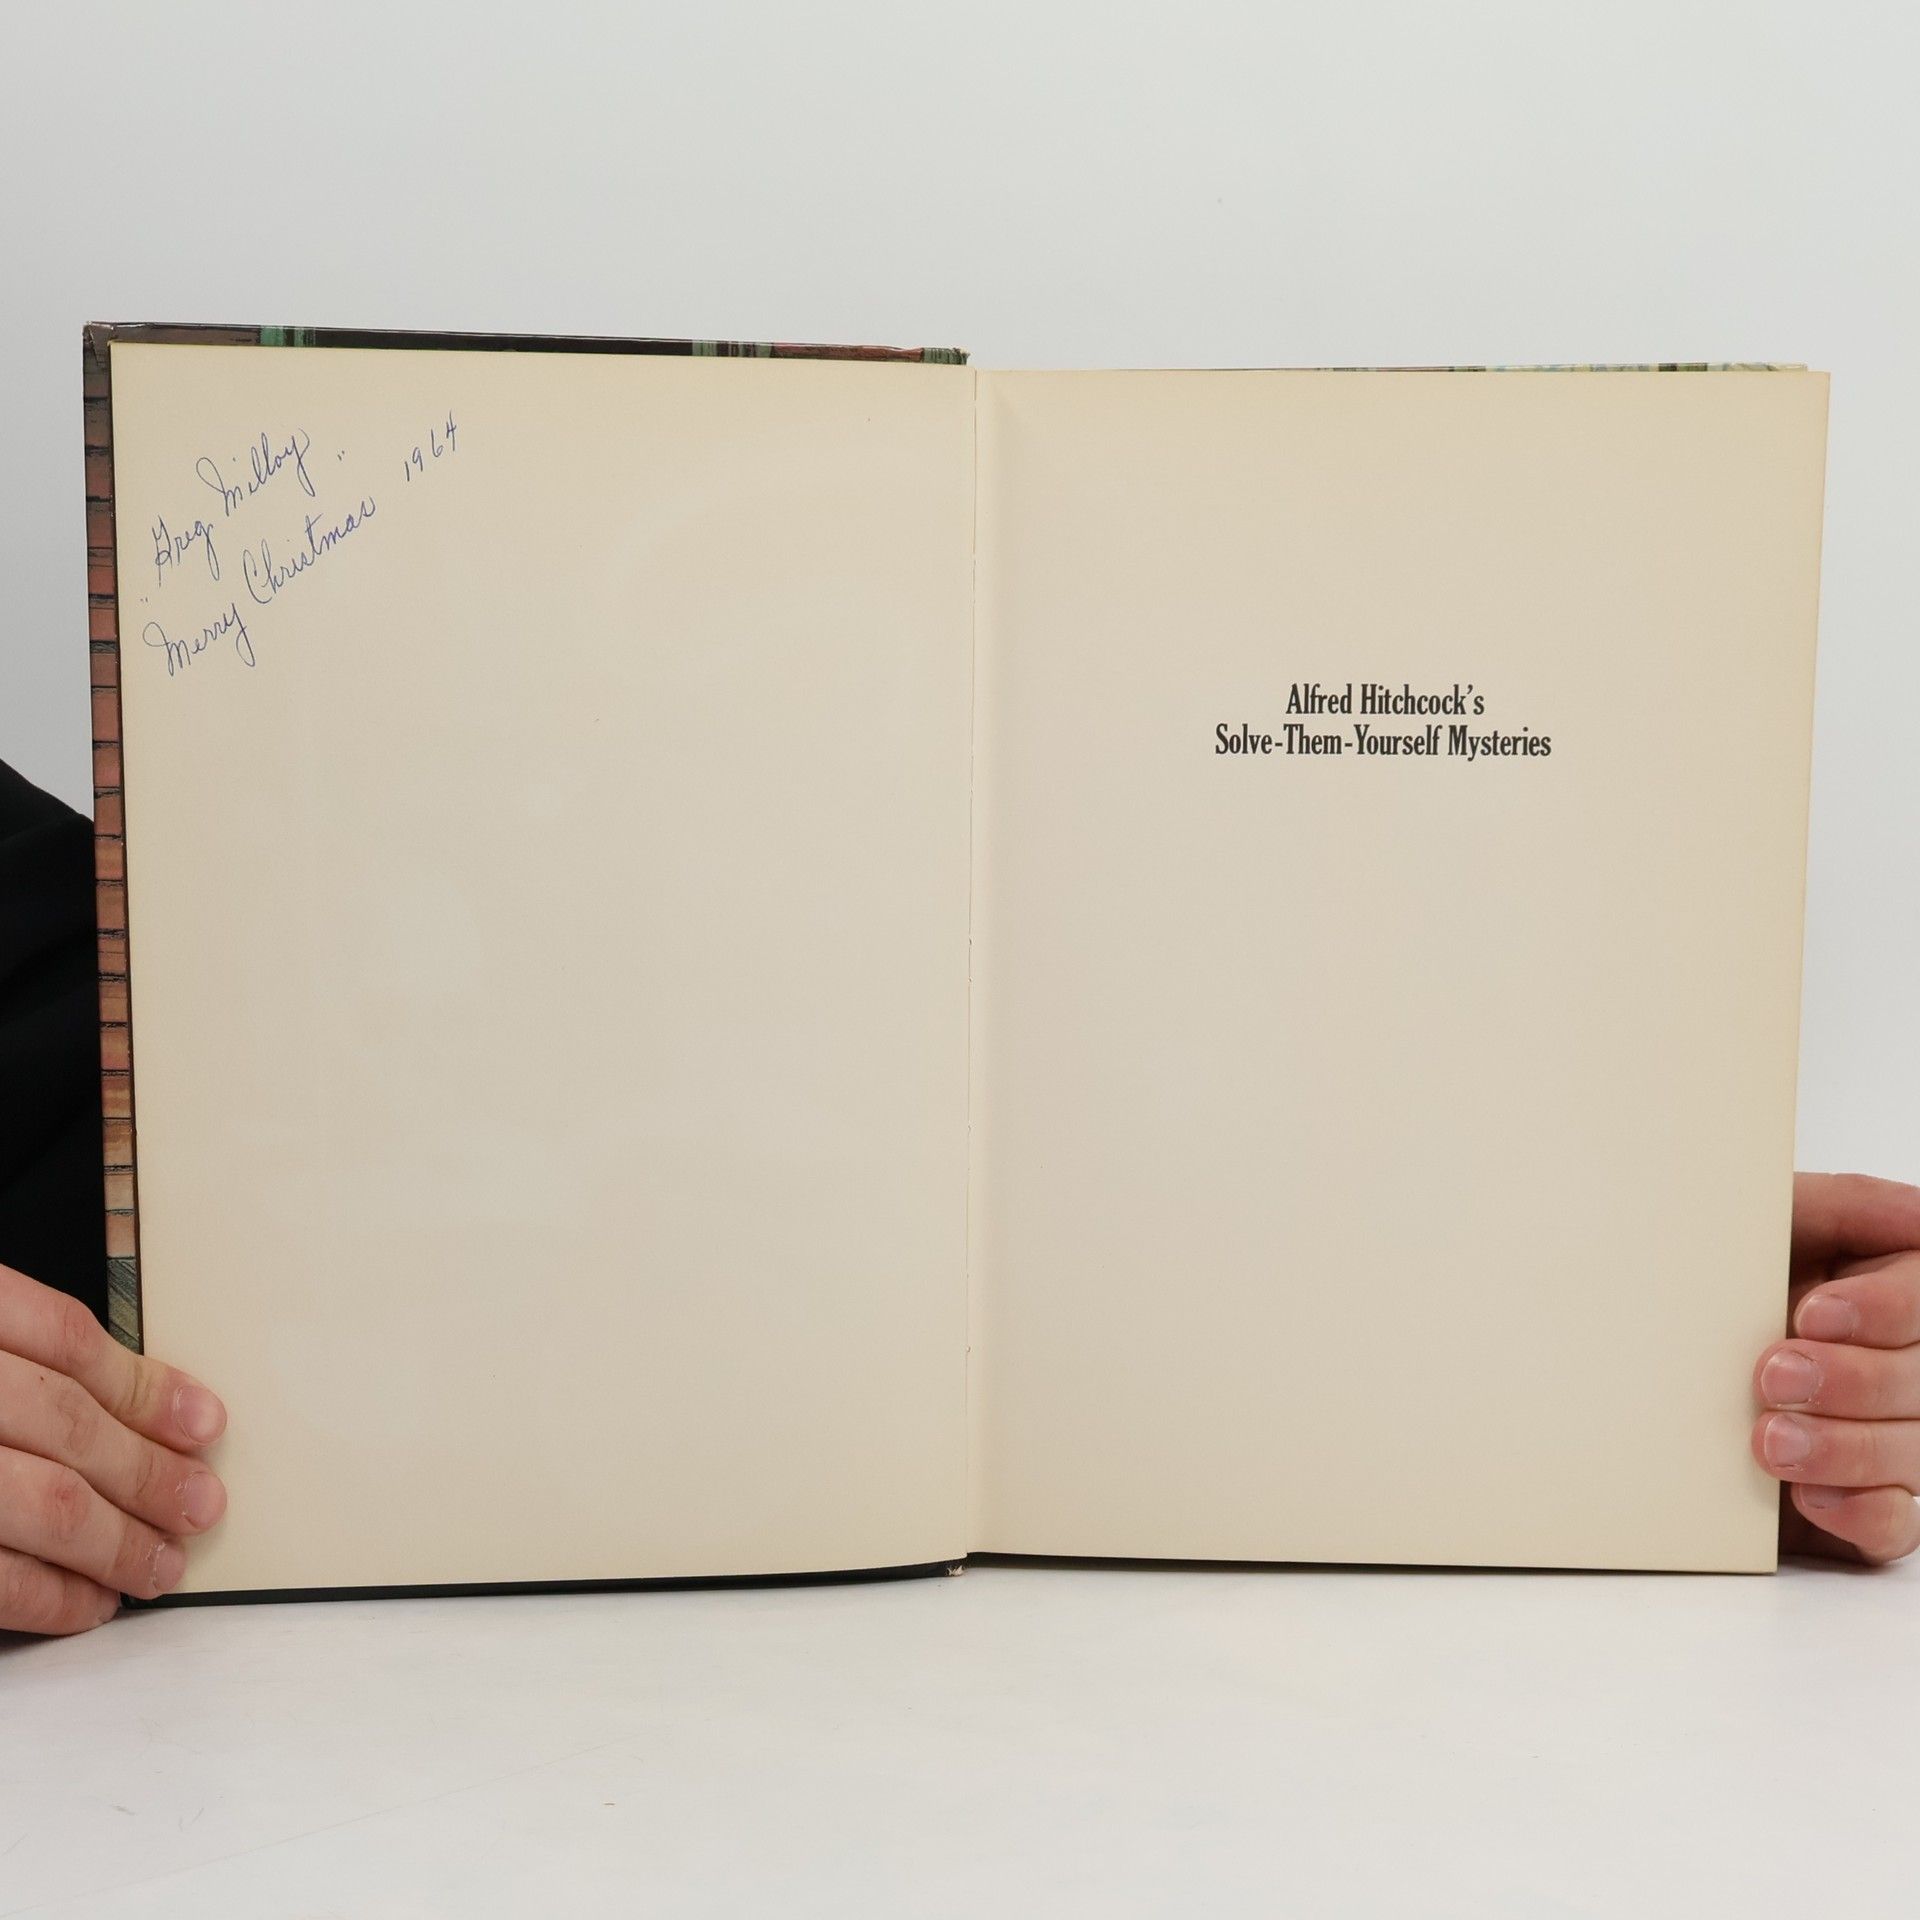 "Greg Milloy"
Merry Christmas 1964
Alfred Hitchcock's
Solve-Them-Yourself Mysteries